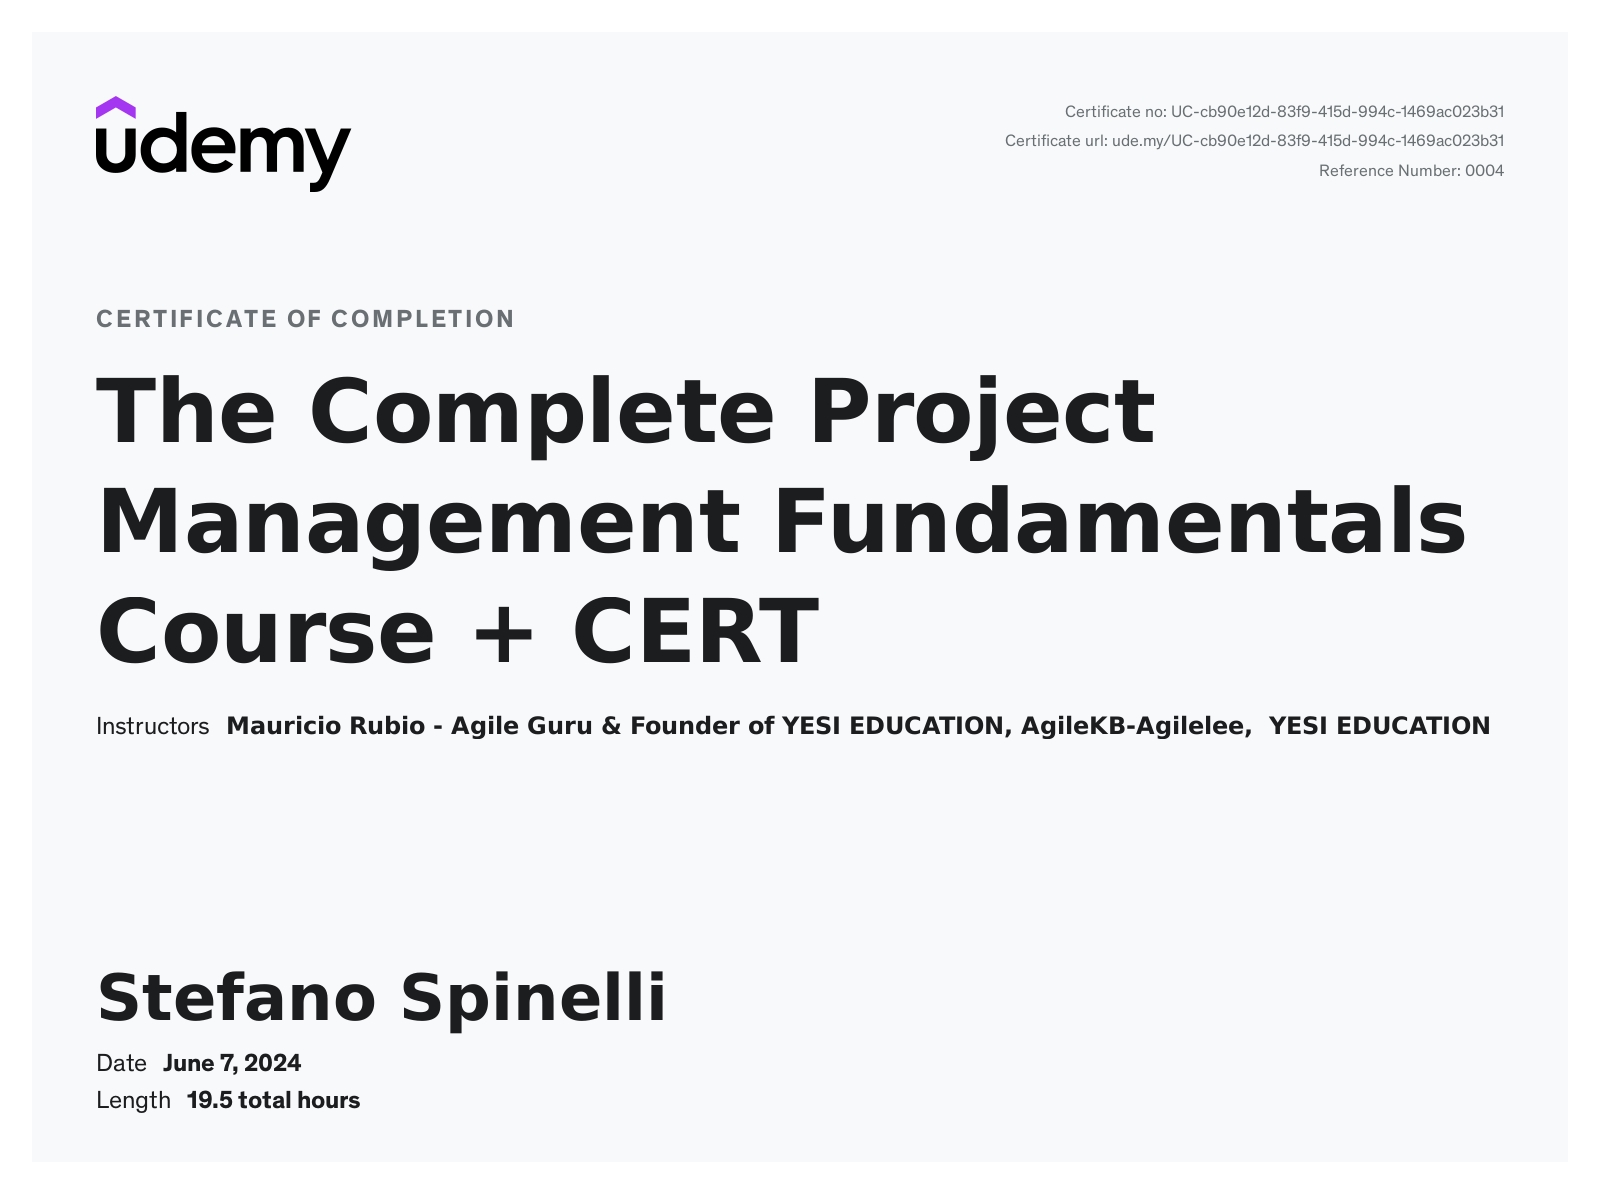 udemy
Certificate no: UC-cb90e12d-83f9-415d-994c-1469ac023b31
Certificate url: ude.my/UC-cb90e12d-83f9-415d-994c-1469ac023b31
Reference Number: 0004
CERTIFICATE OF COMPLETION
The Complete Project
Management Fundamentals
Course + CERT
Instructors Mauricio Rubio - Agile Guru & Founder of YESI EDUCATION, AgileKB-Agilelee, YESI EDUCATION
Stefano Spinelli
Date June 7, 2024
Length 19.5 total hours